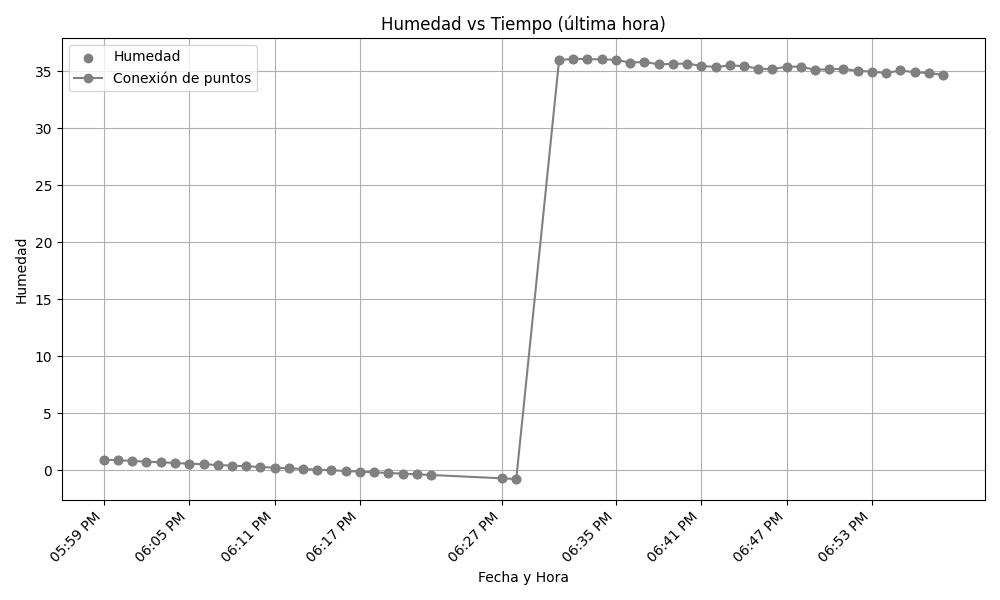 Humedad vs Tiempo (última hora)
Humedad
Conexión de puntos
Humedad
35
30
25
20
15
10
5
0
05:59 PM
06:05 PM
06:11 PM
06:17 PM
06:27 PM
06:35 PM
06:41 PM
06:47 PM
06:53 PM
Fecha y Hora